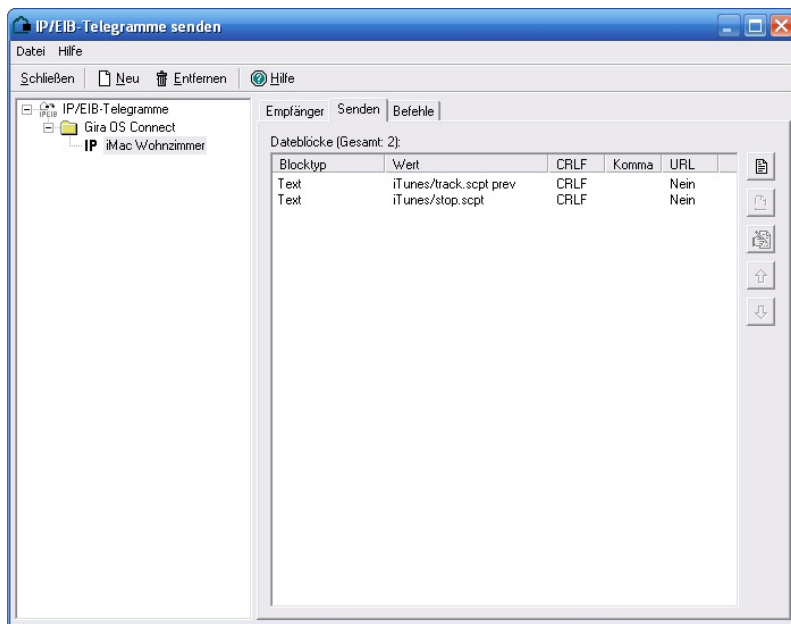 IP/EIB-Telegramme senden
Datei Hilfe
Schließen Neu Entfernen Hilfe
IP/EIB-Telegramme
Gira OS Connect
IP iMac Wohnzimmer
Empfänger Senden Befehle
Dateblöcke (Gesamt: 2):
Blocktyp Wert CRLF Komma URL
Text iTunes/track.scpt prev CRLF Nein
Text iTunes/stop.scpt CRLF Nein